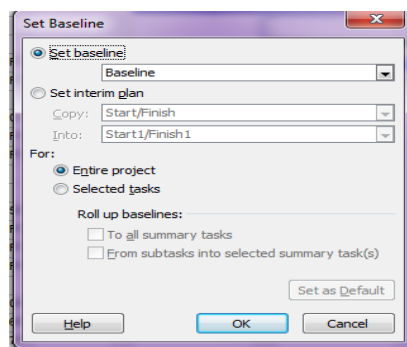 Set Baseline
Set baseline
Baseline
Set interim plan
Copy: Start/Finish
Into: Start1/Finish1
For:
Entire project
Selected tasks
Roll up baselines:
To all summary tasks
From subtasks into selected summary task(s)
Set as Default
Help OK Cancel